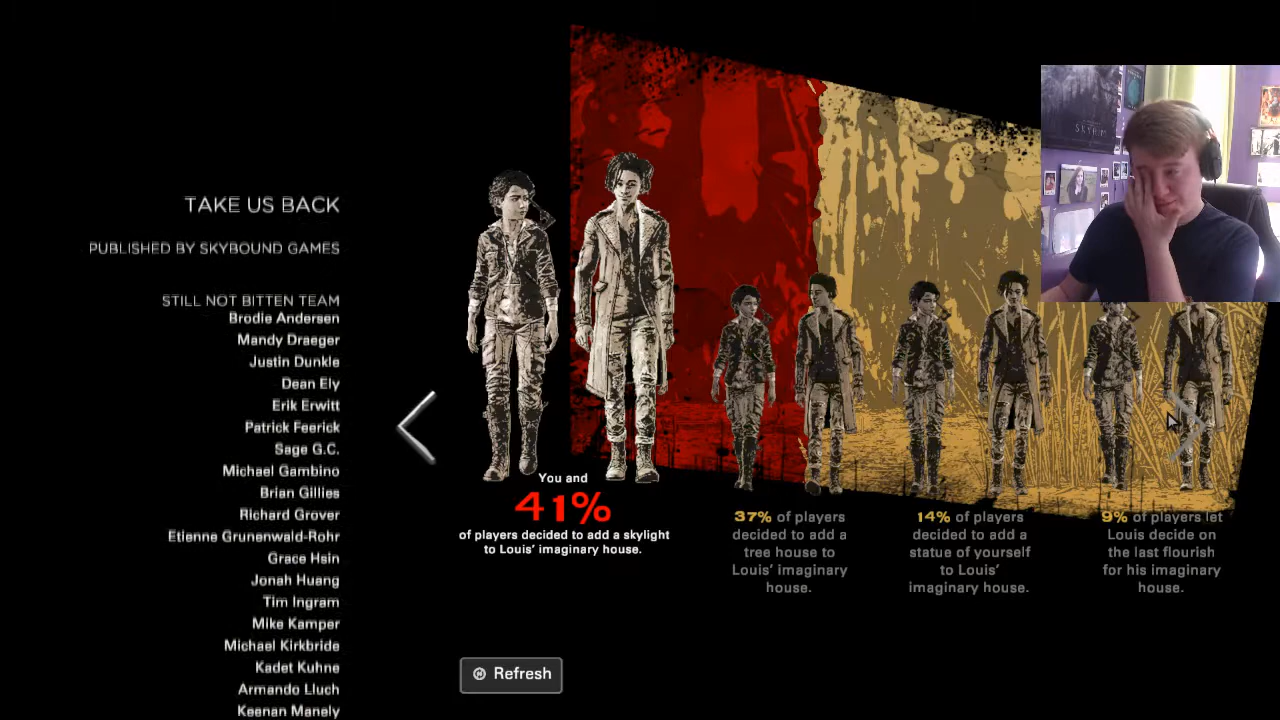 TAKE US BACK
PUBLISHED BY SKYBOUND GAMES
STILL NOT BITTEN TEAM
Brodie Andersen
Mandy Draeger
Justin Dunkle
Dean Ely
Erik Erwitt
Patrick Feerick
Sage G.C.
Michael Gambino
Brian Gillies
Richard Grover
Etienne Grunenwald-Rohr
Grace Hsin
Jonah Huang
Tim Ingram
Mike Kamper
Michael Kirkbride
Kadet Kuhne
Armando Lluch
Keenan Manely
You and
41%
of players decided to add a skylight
to Louis' imaginary house.
37% of players
decided to add a
tree house to
Louis' imaginary
house.
14% of players
decided to add a
statue of yourself
to Louis'
imaginary house.
9% of players let
Louis decide on
the last flourish
for his imaginary
house.
Refresh
SKYRIM